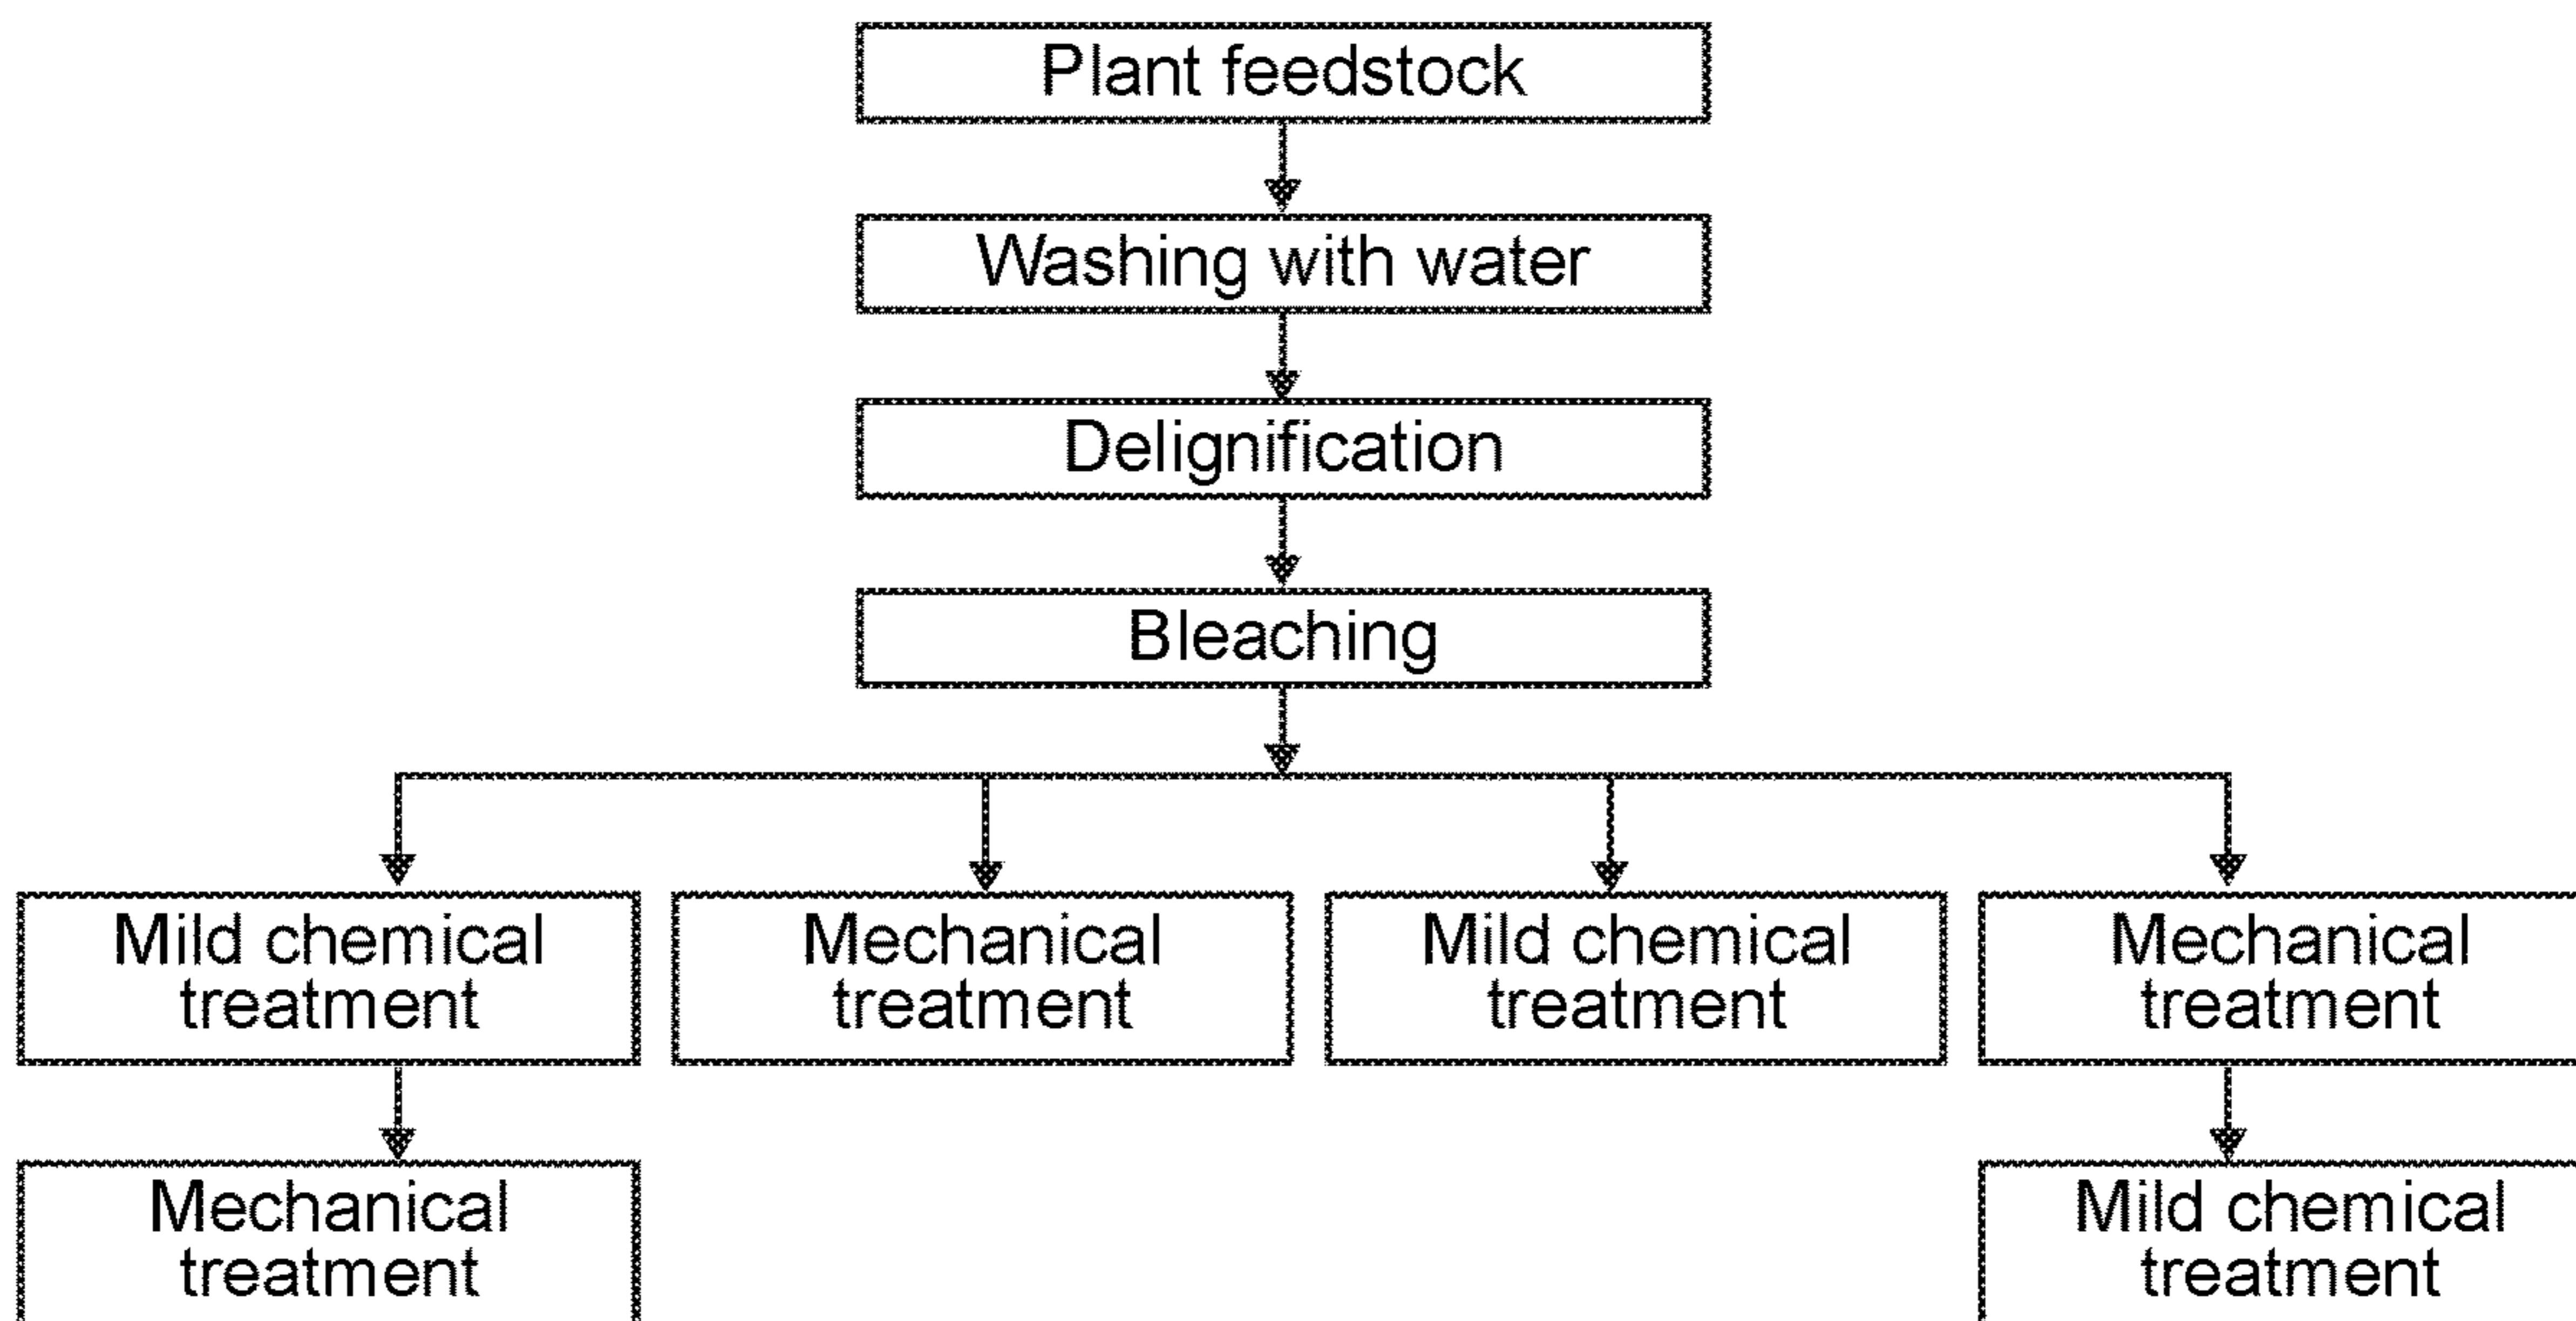 Plant feedstock
Washing with water
Delignification
Bleaching
Mild chemical
treatment
Mechanical
treatment
Mild chemical
treatment
Mechanical
treatment
Mechanical
treatment
Mild chemical
treatment